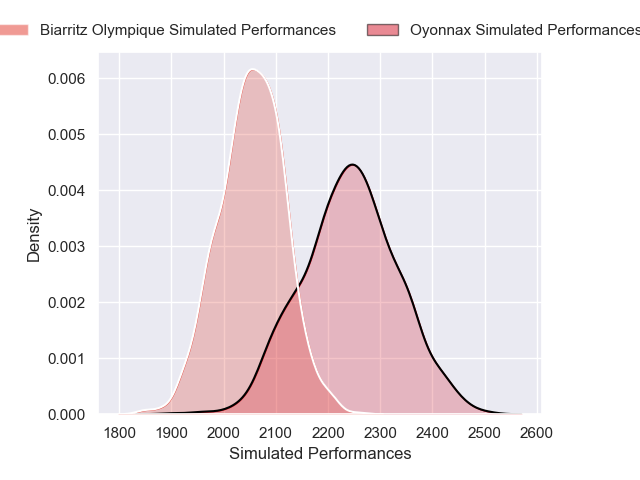 Biarritz Olympique Simulated Performances
Oyonnax Simulated Performances
0.006
0.005
0.004
0.003
0.002
0.001
0.000
Density
1800 1900 2000 2100 2200 2300 2400 2500 2600
Simulated Performances